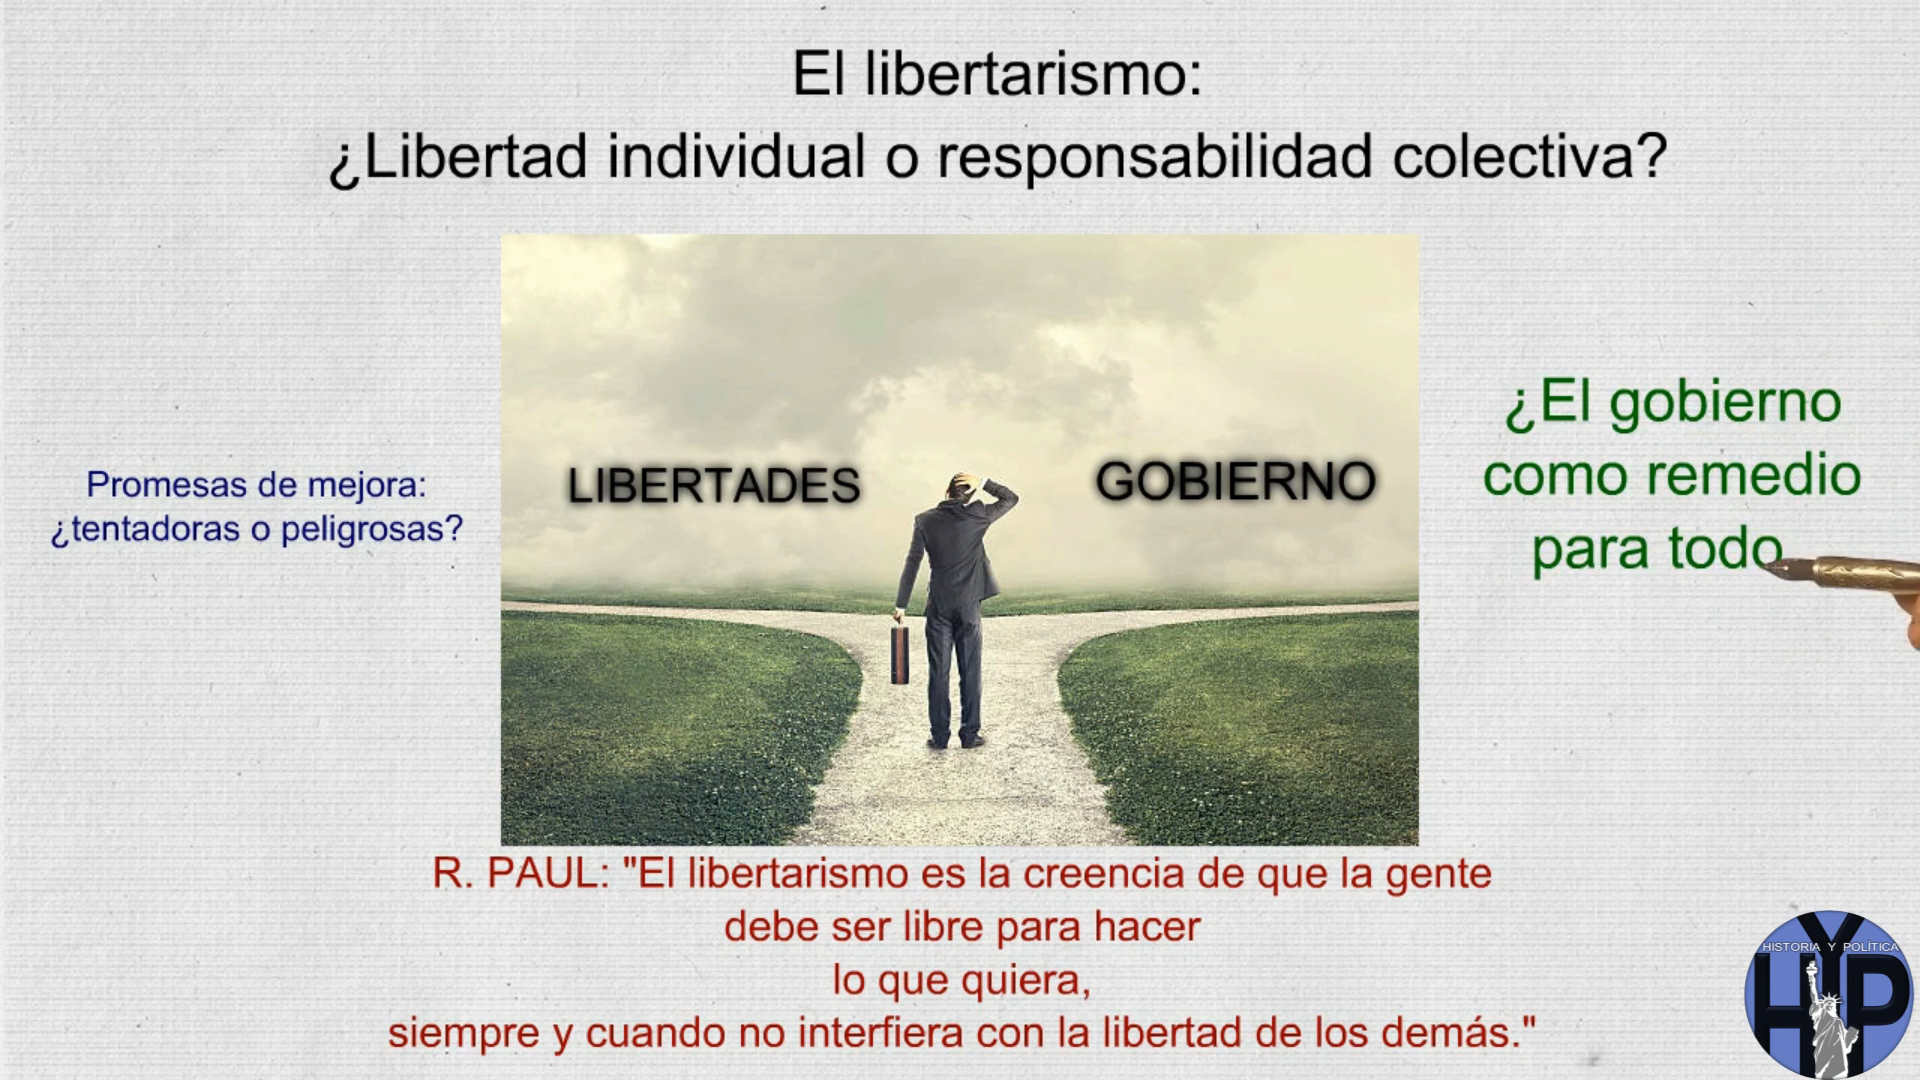 El libertarismo:
¿Libertad individual o responsabilidad colectiva?
Promesas de mejora:
¿tentadoras o peligrosas?
LIBERTADES
GOBIERNO
¿El gobierno
como remedio
para todo
R. PAUL: "El libertarismo es la creencia de que la gente
debe ser libre para hacer
lo que quiera,
siempre y cuando no interfiera con la libertad de los demás."
HISTORIA Y POLÍTICA
HYP